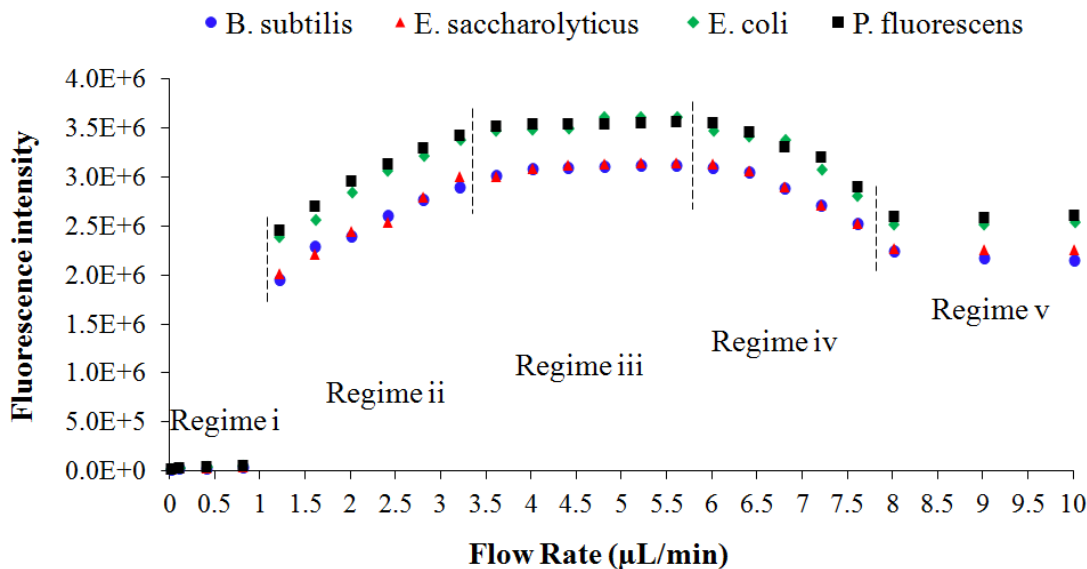 B. subtilis E. saccharolyticus E. coli P. fluorescens
4.0E+6
3.5E+6
3.0E+6
2.5E+6
2.0E+6
1.5E+6
1.0E+6
5.0E+5
0.0E+0
Fluorescence intensity
Regime i
Regime ii
Regime iii
Regime iv
Regime v
0 0.5 1 1.5 2 2.5 3 3.5 4 4.5 5 5.5 6 6.5 7 7.5 8 8.5 9 9.5 10
Flow Rate (µL/min)